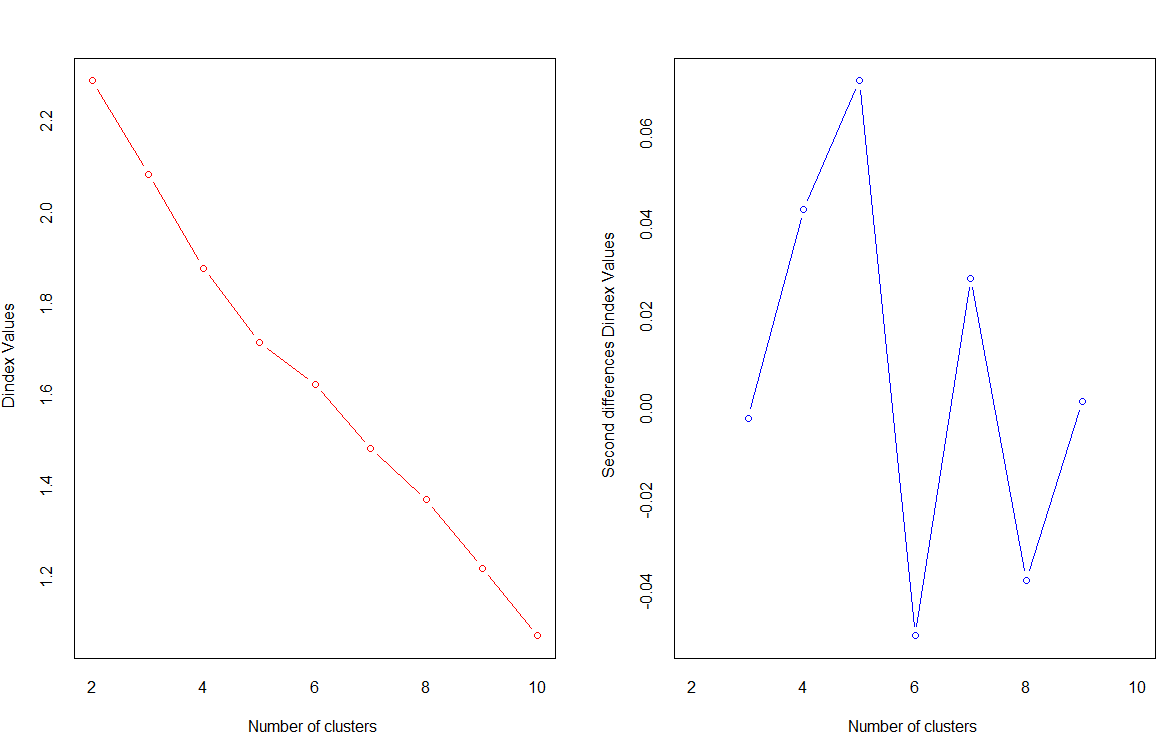 Dindex Values
2.2
2.0
1.8
1.6
1.4
1.2
2 4 6 8 10
Number of clusters
Second differences Dindex Values
0.06
0.04
0.02
0.00
-0.02
-0.04
2 4 6 8 10
Number of clusters